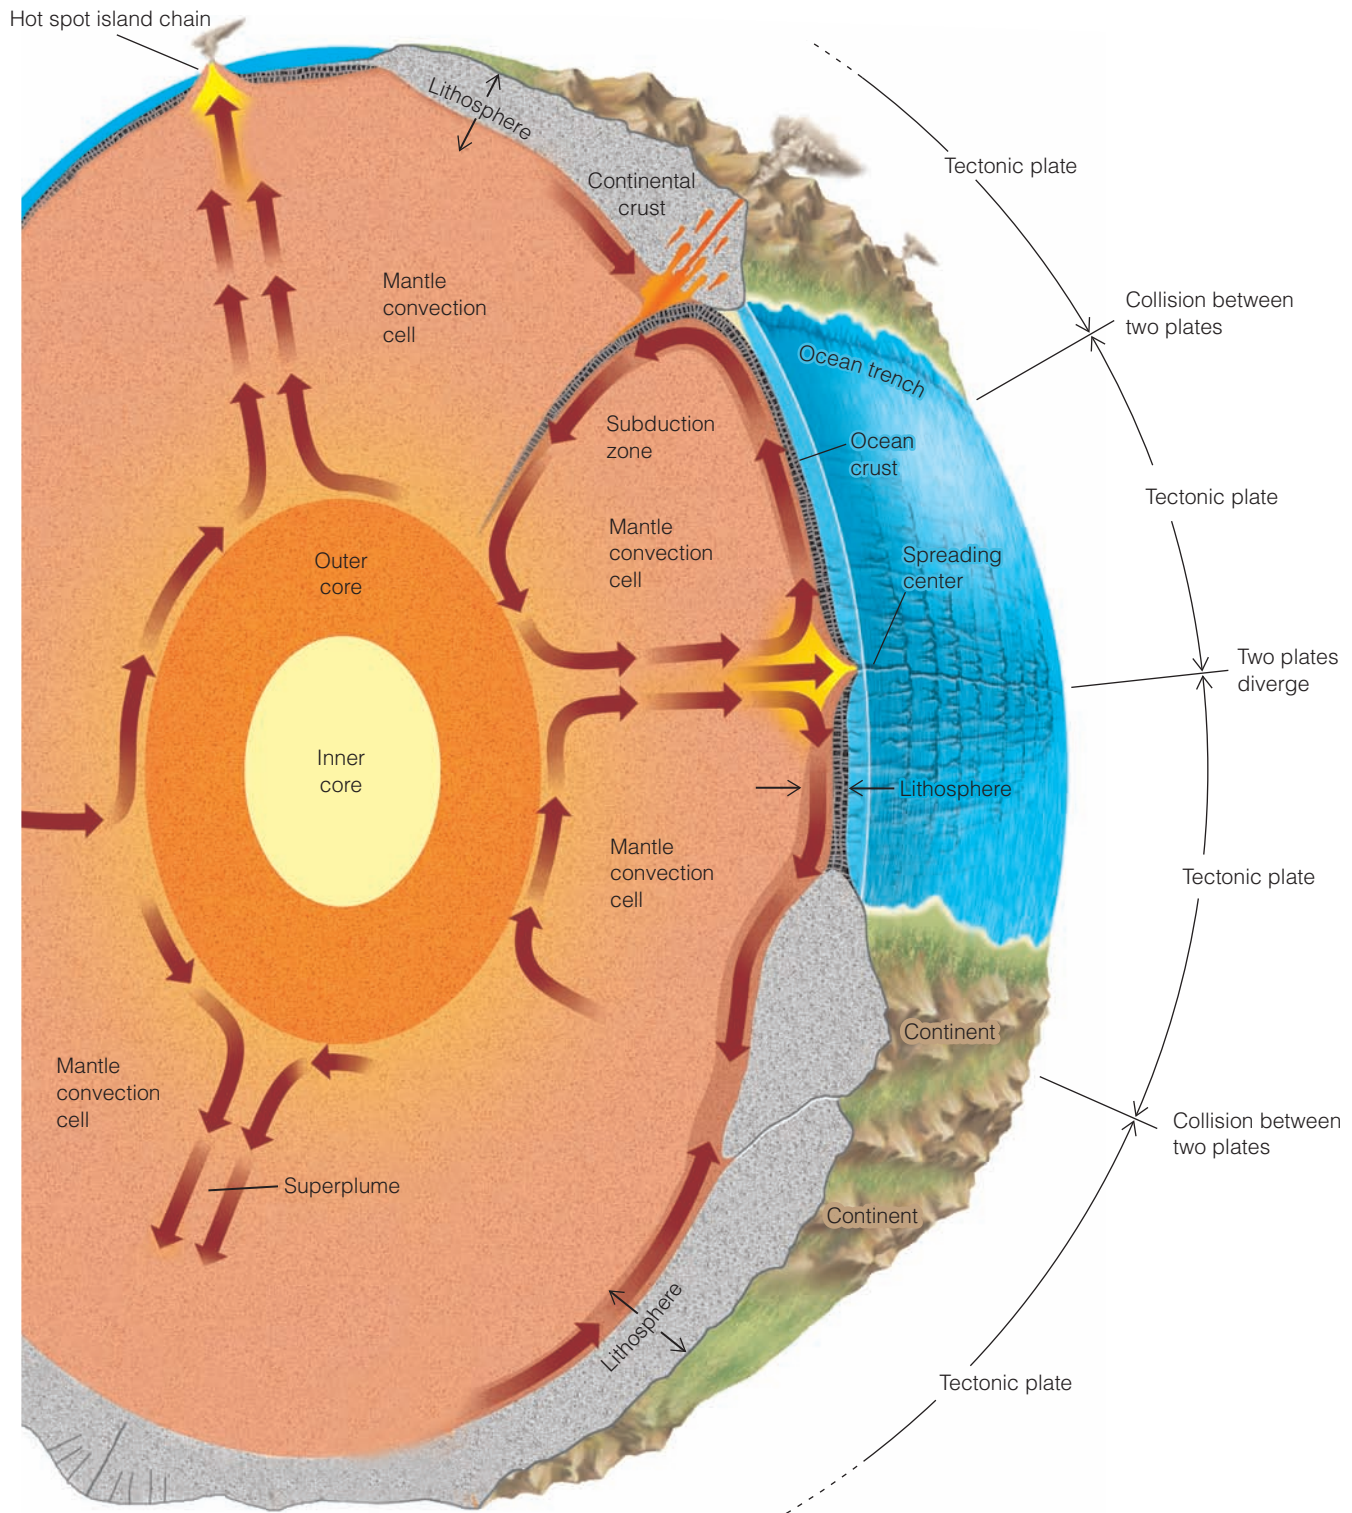 Hot spot island chain
Lithosphere
Continental
crust
Tectonic plate
Mantle
convection
cell
Collision between
two plates
Ocean trench
Subduction
zone
Ocean
crust
Tectonic plate
Mantle
convection
cell
Outer
core
Spreading
center
Two plates
diverge
Inner
core
Lithosphere
Mantle
convection
cell
Tectonic plate
Continent
Mantle
convection
cell
Collision between
two plates
Superplume
Continent
Lithosphere
Tectonic plate